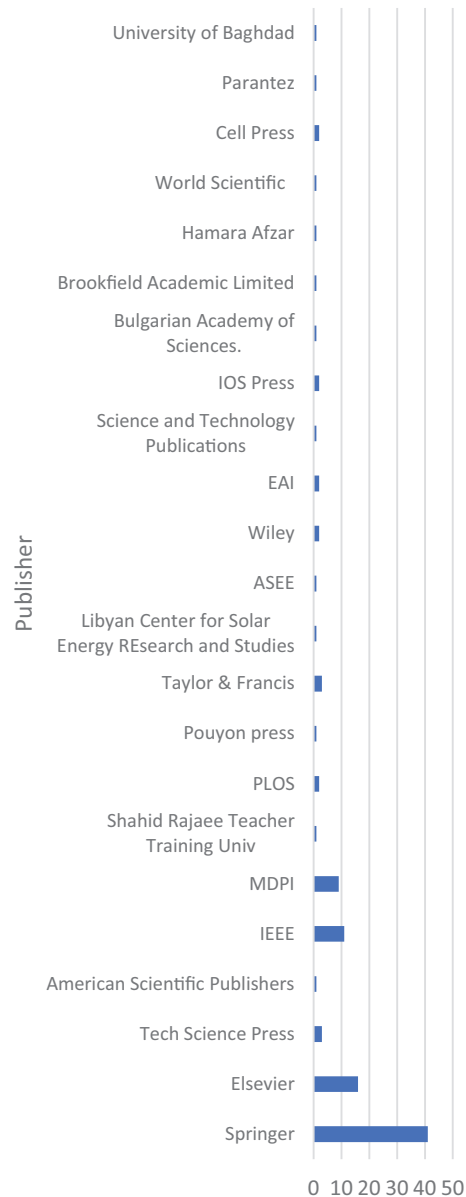 University of Baghdad
Parantez
Cell Press
World Scientific
Hamara Afzar
Brookfield Academic Limited
Bulgarian Academy of
Sciences.
IOS Press
Science and Technology
Publications
EAI
Wiley
ASEE
Libyan Center for Solar
Energy REsearch and Studies
Taylor & Francis
Pouyon press
PLOS
Shahid Rajaee Teacher
Training Univ
MDPI
IEEE
American Scientific Publishers
Tech Science Press
Elsevier
Springer
Publisher
0 10 20 30 40 50